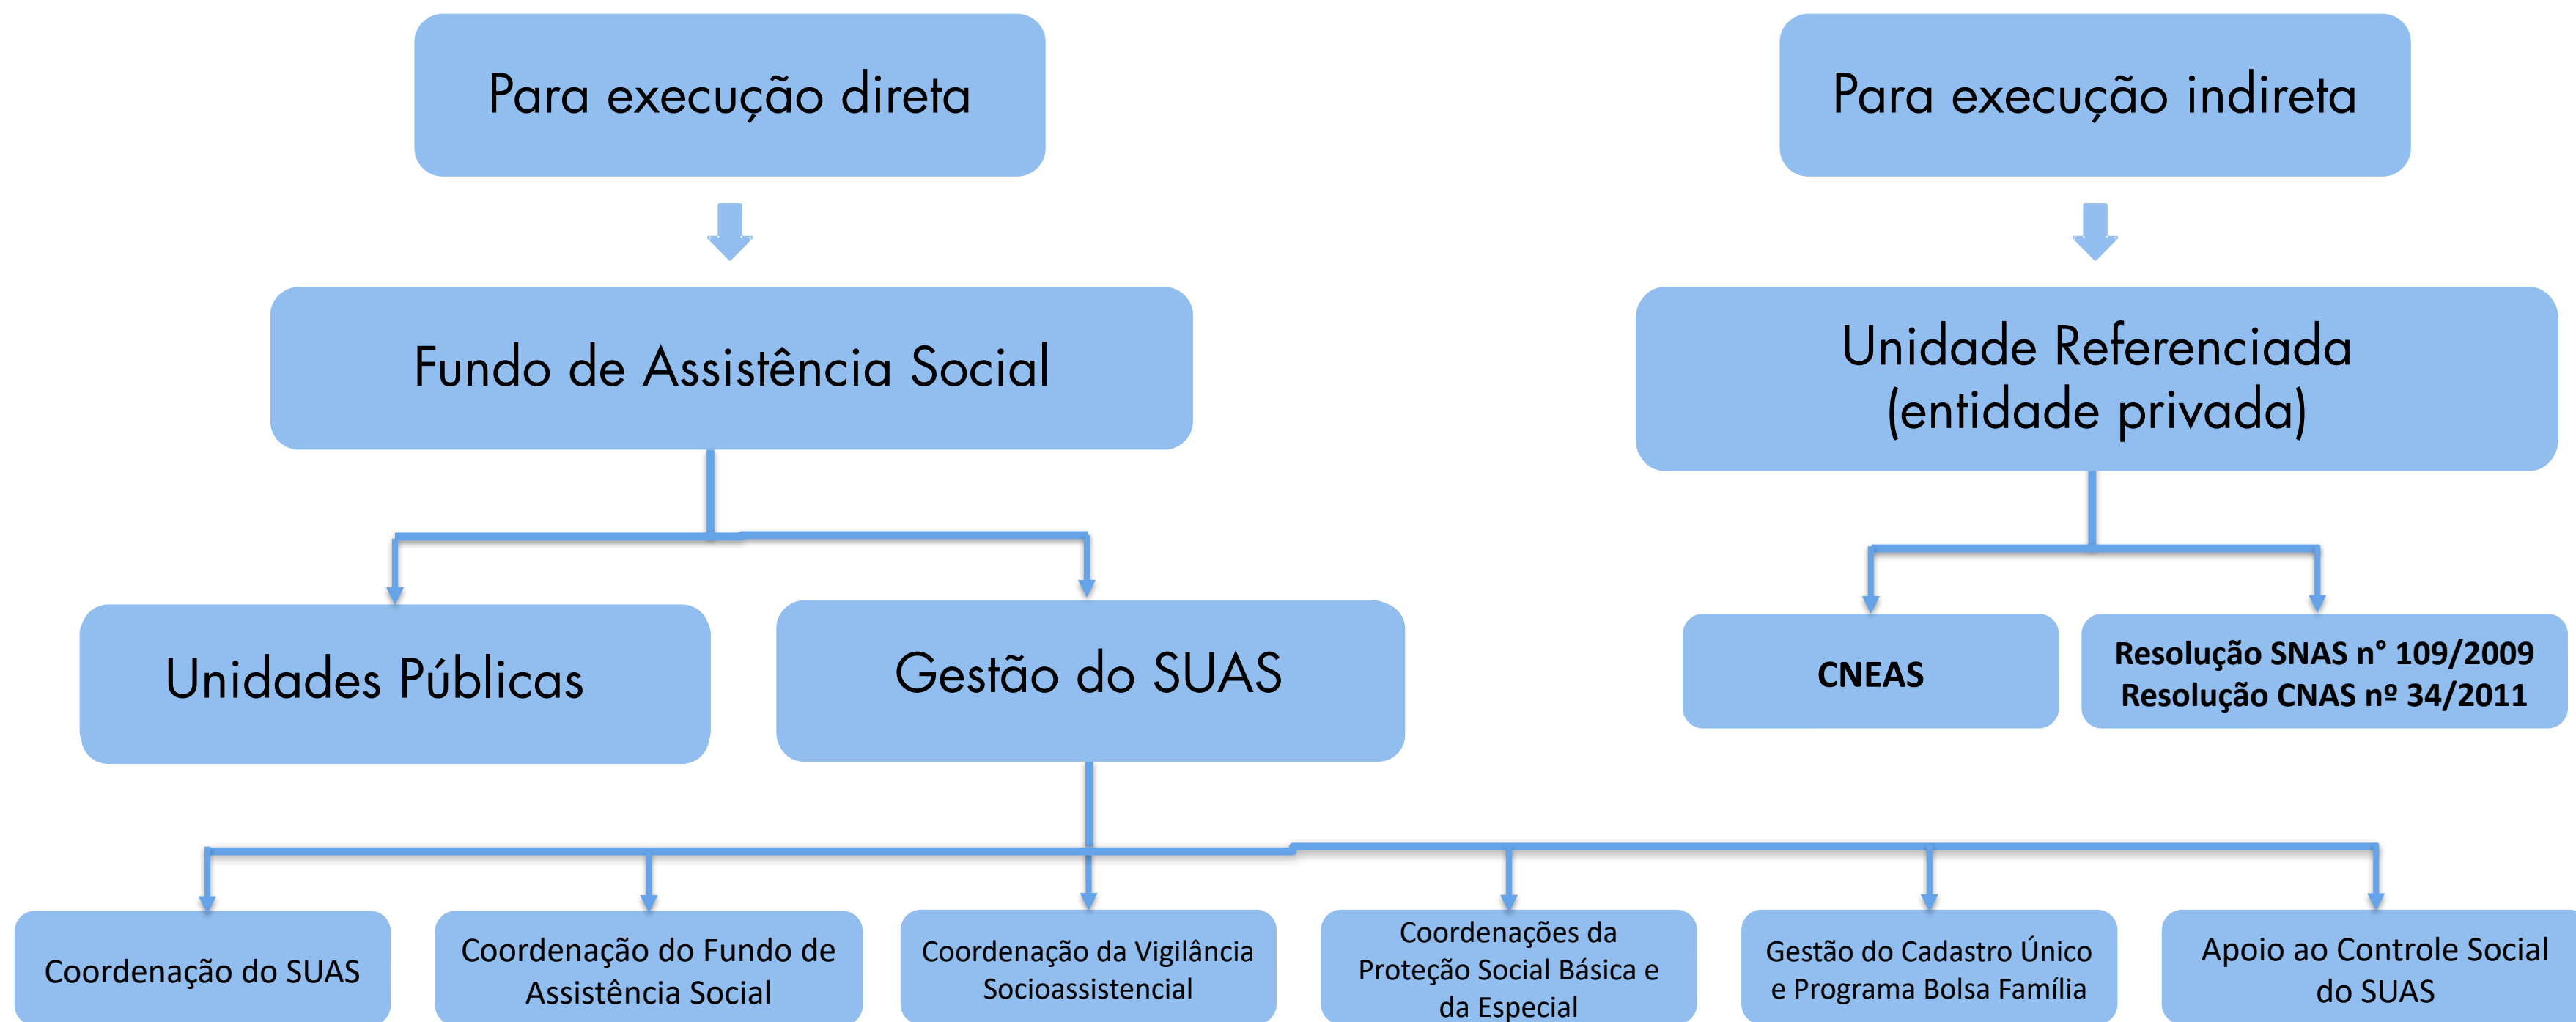 Para execução direta
Para execução indireta
Fundo de Assistência Social
Unidade Referenciada
(entidade privada)
Unidades Públicas
Gestão do SUAS
CNEAS
Resolução SNAS n° 109/2009
Resolução CNAS nº 34/2011
Coordenação do SUAS
Coordenação do Fundo de
Assistência Social
Coordenação da Vigilância
Socioassistencial
Coordenações da
Proteção Social Básica e
da Especial
Gestão do Cadastro Único
e Programa Bolsa Família
Apoio ao Controle Social
do SUAS